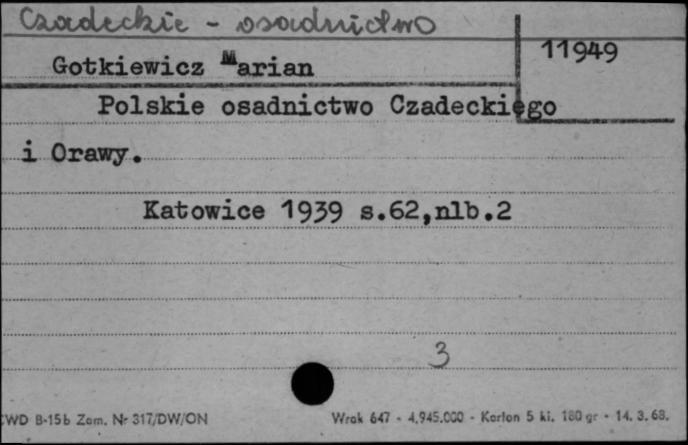 Czadeckie - osadnictwo
11949
Gotkiewicz Marian
Polskie osadnictwo Czadeckiego
i Orawy.
Katowice 1939 s.62,nlb.2
3
CWD B-15b Zam. Nr 317/DW/ON
Wrak 647 - 4.945.000 - Karton 5 kl. 180 gr - 14. 3. 68.